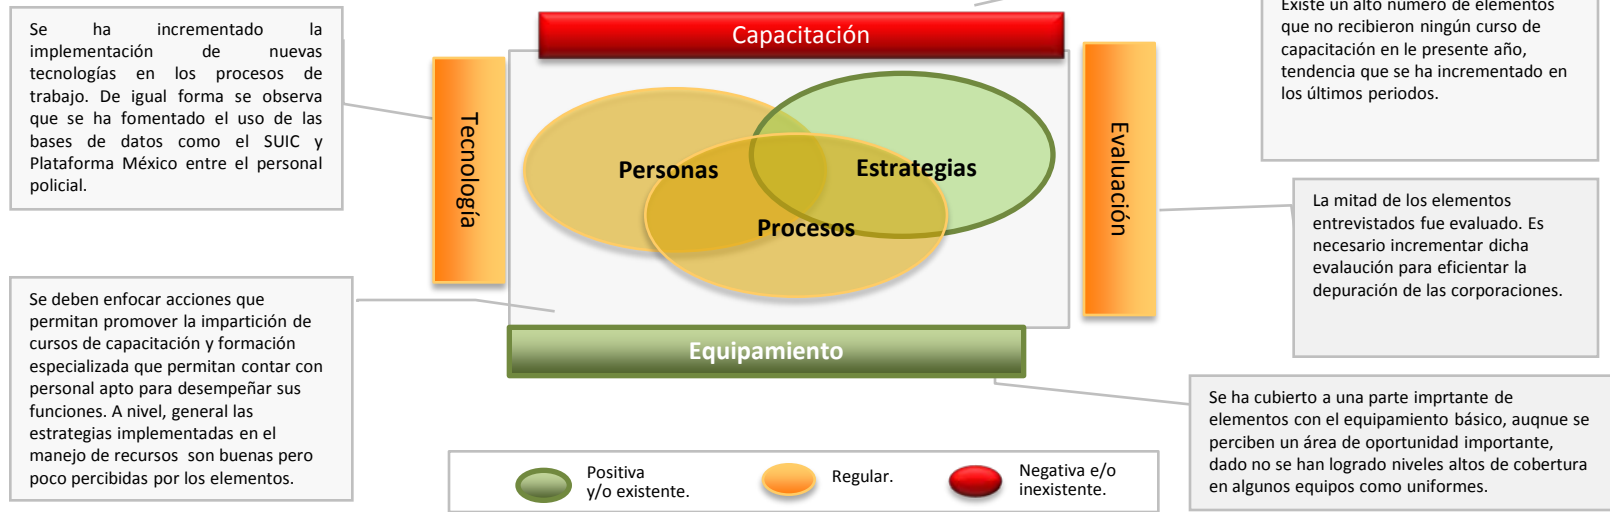 Se ha incrementado la
implementación de nuevas
tecnologías en los procesos de
trabajo. De igual forma se observa
que se ha fomentado el uso de las
bases de datos como el SUIC y
Plataforma México entre el personal
policial.
Capacitación
Existe un alto número de elementos
que no recibieron ningún curso de
capacitación en le presente año,
tendencia que se ha incrementado en
los últimos periodos.
Tecnología
Personas
Estrategias
Procesos
Evaluación
La mitad de los elementos
entrevistados fue evaluado. Es
necesario incrementar dicha
evalaución para eficientar la
depuración de las corporaciones.
Se deben enfocar acciones que
permitan promover la impartición de
cursos de capacitación y formación
especializada que permitan contar con
personal apto para desempeñar sus
funciones. A nivel, general las
estrategias implementadas en el
manejo de recursos son buenas pero
poco percibidas por los elementos.
Equipamiento
Se ha cubierto a una parte imprtante de
elementos con el equipamiento básico, auqnue se
perciben un área de oportunidad importante,
dado no se han logrado niveles altos de cobertura
en algunos equipos como uniformes.
Positiva
y/o existente.
Regular.
Negativa e/o
inexistente.